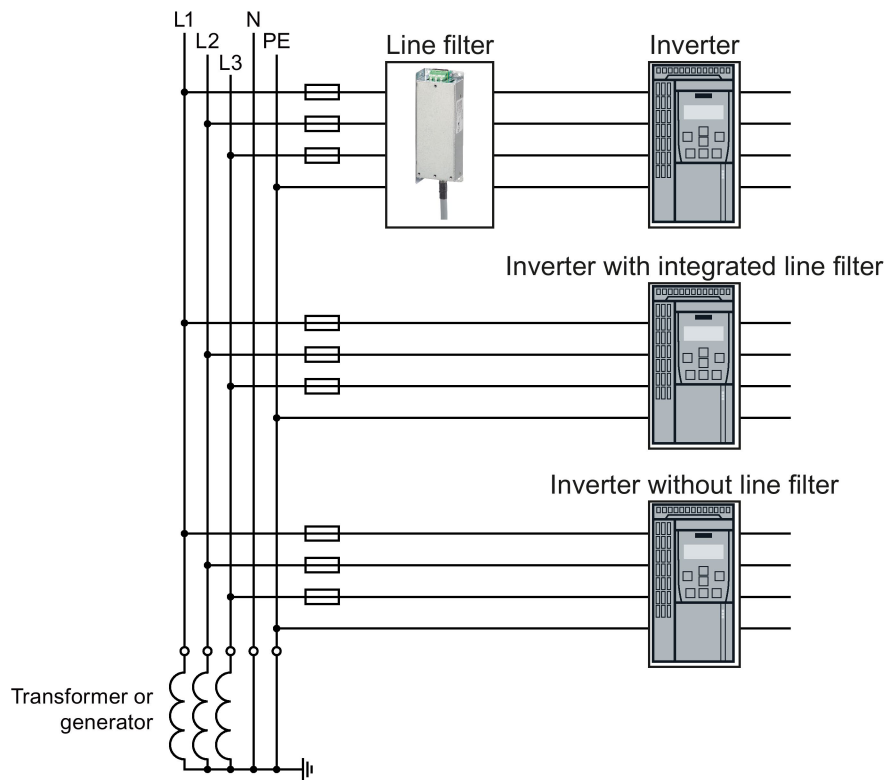 L1
L2
L3
N
PE
Line filter
Inverter
Inverter with integrated line filter
Inverter without line filter
Transformer or
generator